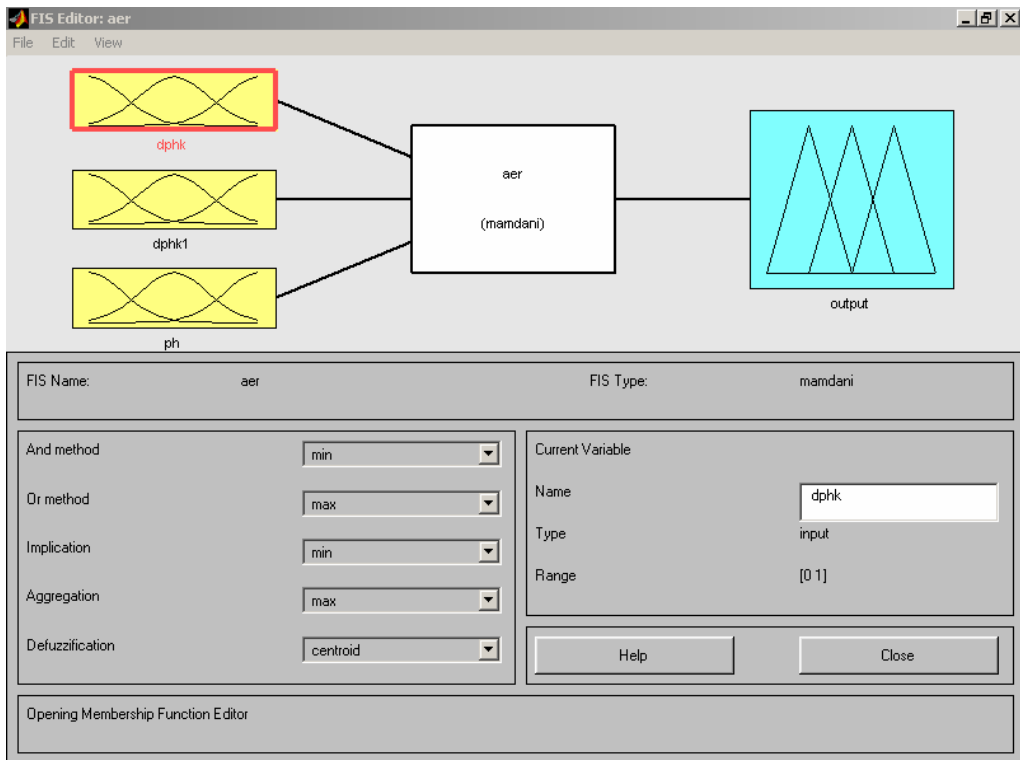 FIS Editor: aer
File Edit View
dphk
dphk1
ph
aer
(mamdani)
output
FIS Name: aer FIS Type: mamdani
And method min
Or method max
Implication min
Aggregation max
Defuzzification centroid
Current Variable
Name dphk
Type input
Range [0 1]
Help Close
Opening Membership Function Editor